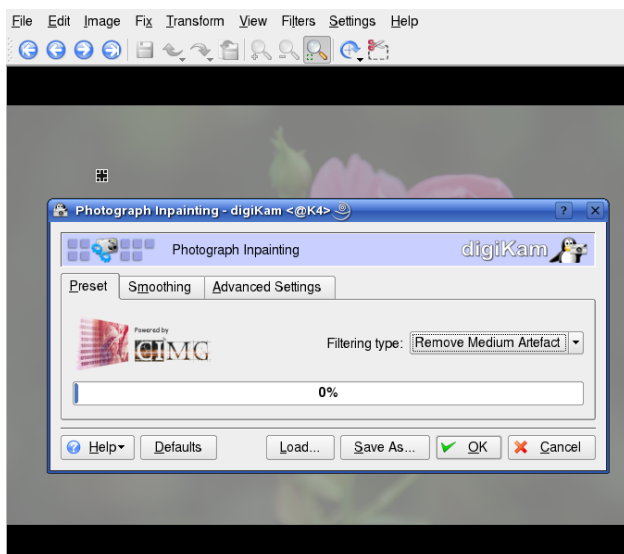 File Edit Image Fix Transform View Filters Settings Help
Photograph Inpainting - digiKam <@K4>
Photograph Inpainting
digiKam
Preset Smoothing Advanced Settings
Powered by
CIMG
Filtering type: Remove Medium Artefact
0%
Help Defaults Load... Save As... OK Cancel